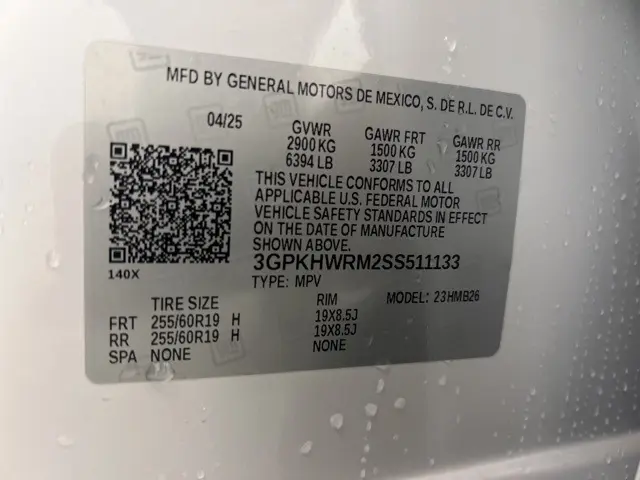 MFD BY GENERAL MOTORS DE MEXICO, S. DE R.L. DE C.V.
04/25 GVWR GAWR FRT GAWR RR
2900 KG 1500 KG 1500 KG
6394 LB 3307 LB 3307 LB
THIS VEHICLE CONFORMS TO ALL
APPLICABLE U.S. FEDERAL MOTOR
VEHICLE SAFETY STANDARDS IN EFFECT
ON THE DATE OF MANUFACTURE
SHOWN ABOVE.
3GPKHWRM2SS511133
140X TYPE: MPV MODEL: 23HMB26
TIRE SIZE RIM
FRT 255/60R19 H 19X8.5J
RR 255/60R19 H 19X8.5J
SPA NONE NONE